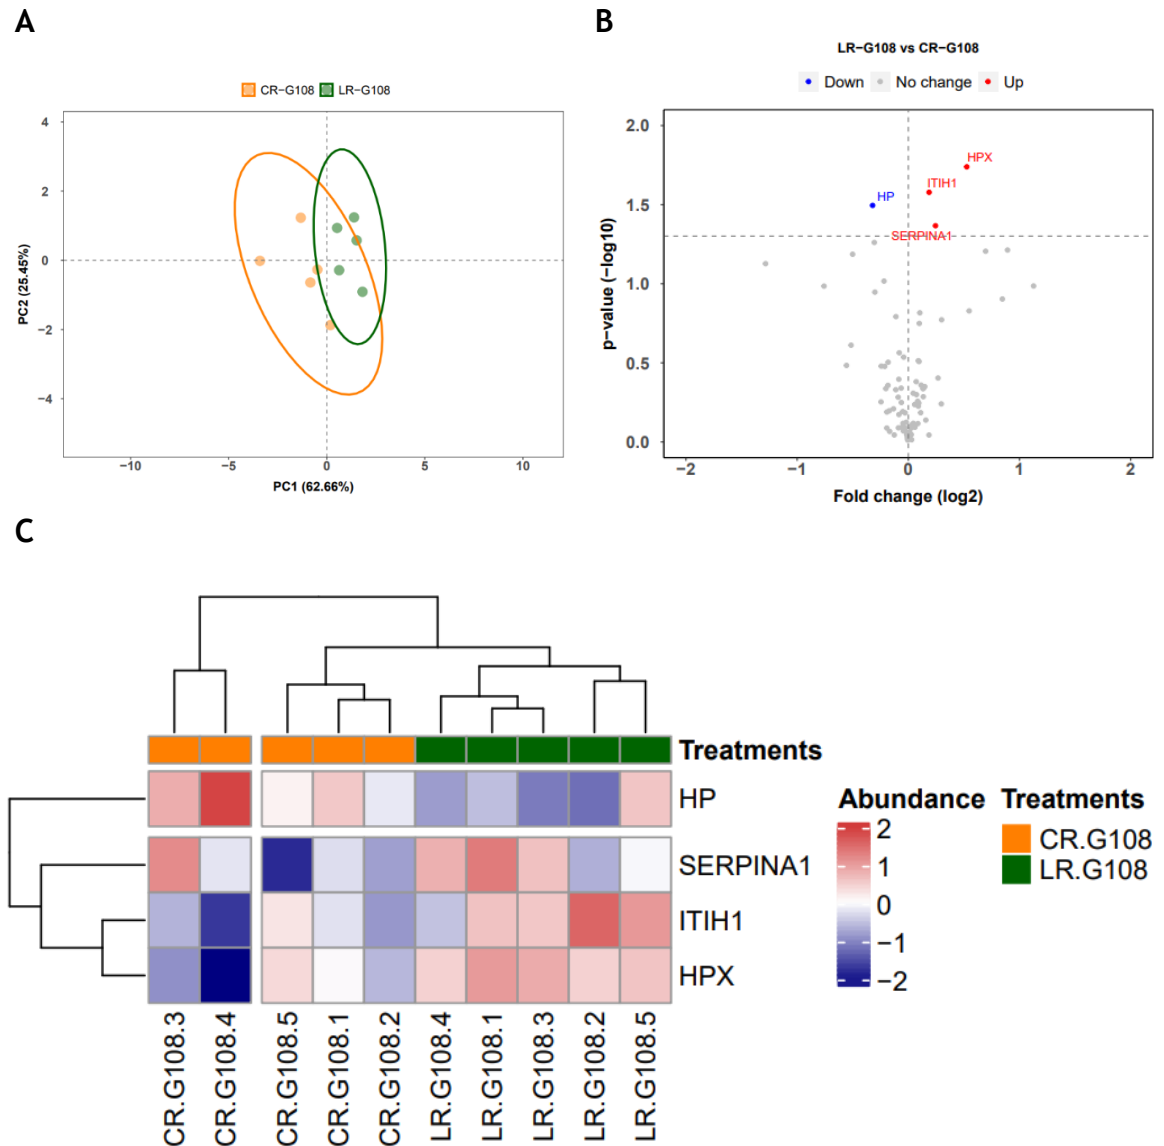 A
CR−G108 LR−G108
4
2
0
−2
−4
PC2 (25.45%)
−10 −5 0 5 10
PC1 (62.66%)
B
LR−G108 vs CR−G108
Down No change Up
2.0
1.5
1.0
0.5
0.0
p-value (−log10)
HPX
ITIH1
HP
SERPINA1
−2 −1 0 1 2
Fold change (log2)
C
Treatments
HP
SERPINA1
ITIH1
HPX
CR.G108.3
CR.G108.4
CR.G108.5
CR.G108.1
CR.G108.2
LR.G108.4
LR.G108.1
LR.G108.3
LR.G108.2
LR.G108.5
Abundance
2
1
0
−1
−2
Treatments
CR.G108
LR.G108